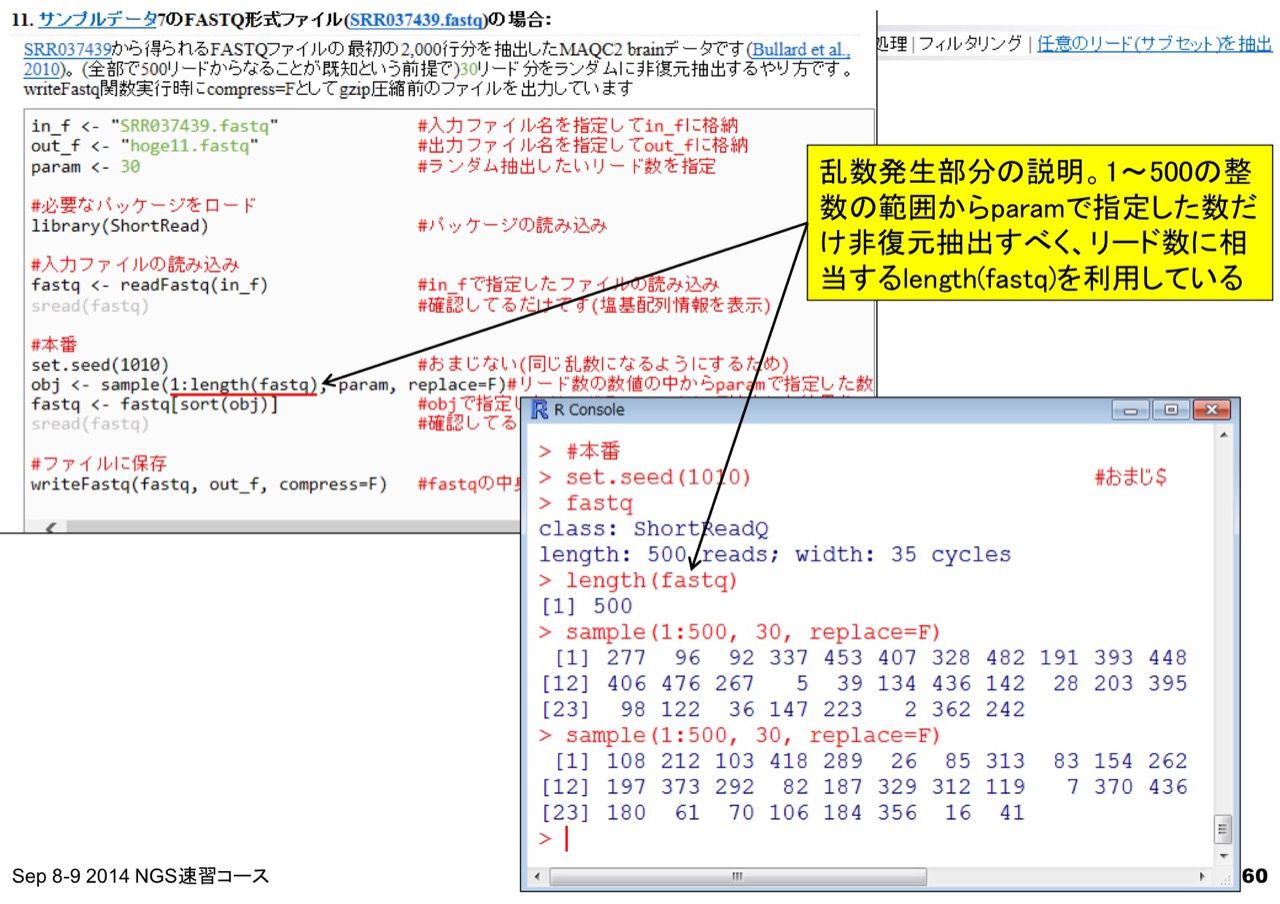 11. サンプルデータ7のFASTQ形式ファイル(SRR037439.fastq)の場合:
SRR037439から得られるFASTQファイルの最初の2,000行分を抽出したMAQC2 brainデータです(Bullard et al.,
2010)。(全部で500リードからなることが既知という前提で)30リード分をランダムに非復元抽出するやり方です。
writeFastq関数実行時にcompress=Fとしてgzip圧縮前のファイルを出力しています
処理 | フィルタリング | 任意のリード(サブセット)を抽出
in_f <- "SRR037439.fastq" #入力ファイル名を指定してin_fに格納
out_f <- "hoge11.fastq" #出力ファイル名を指定してout_fに格納
param <- 30 #ランダム抽出したいリード数を指定
#必要なパッケージをロード
library(ShortRead) #パッケージの読み込み
#入力ファイルの読み込み
fastq <- readFastq(in_f) #in_fで指定したファイルの読み込み
sread(fastq) #確認してるだけです(塩基配列情報を表示)
#本番
set.seed(1010) #おまじない(同じ乱数になるようにするため)
obj <- sample(1:length(fastq), param, replace=F)#リード数の数値の中からparamで指定した数
fastq <- fastq[sort(obj)] #objで指定し
sread(fastq) #確認してる
#ファイルに保存
writeFastq(fastq, out_f, compress=F) #fastqの中身
乱数発生部分の説明。1～500の整
数の範囲からparamで指定した数だ
け非復元抽出すべく、リード数に相
当するlength(fastq)を利用している
R Console
> #本番
> set.seed(1010) #おまじ$
> fastq
class: ShortReadQ
length: 500 reads; width: 35 cycles
> length(fastq)
[1] 500
> sample(1:500, 30, replace=F)
[1] 277 96 92 337 453 407 328 482 191 393 448
[12] 406 476 267 5 39 134 436 142 28 203 395
[23] 98 122 36 147 223 2 362 242
> sample(1:500, 30, replace=F)
[1] 108 212 103 418 289 26 85 313 83 154 262
[12] 197 373 292 82 187 329 312 119 7 370 436
[23] 180 61 70 106 184 356 16 41
>
Sep 8-9 2014 NGS速習コース
60